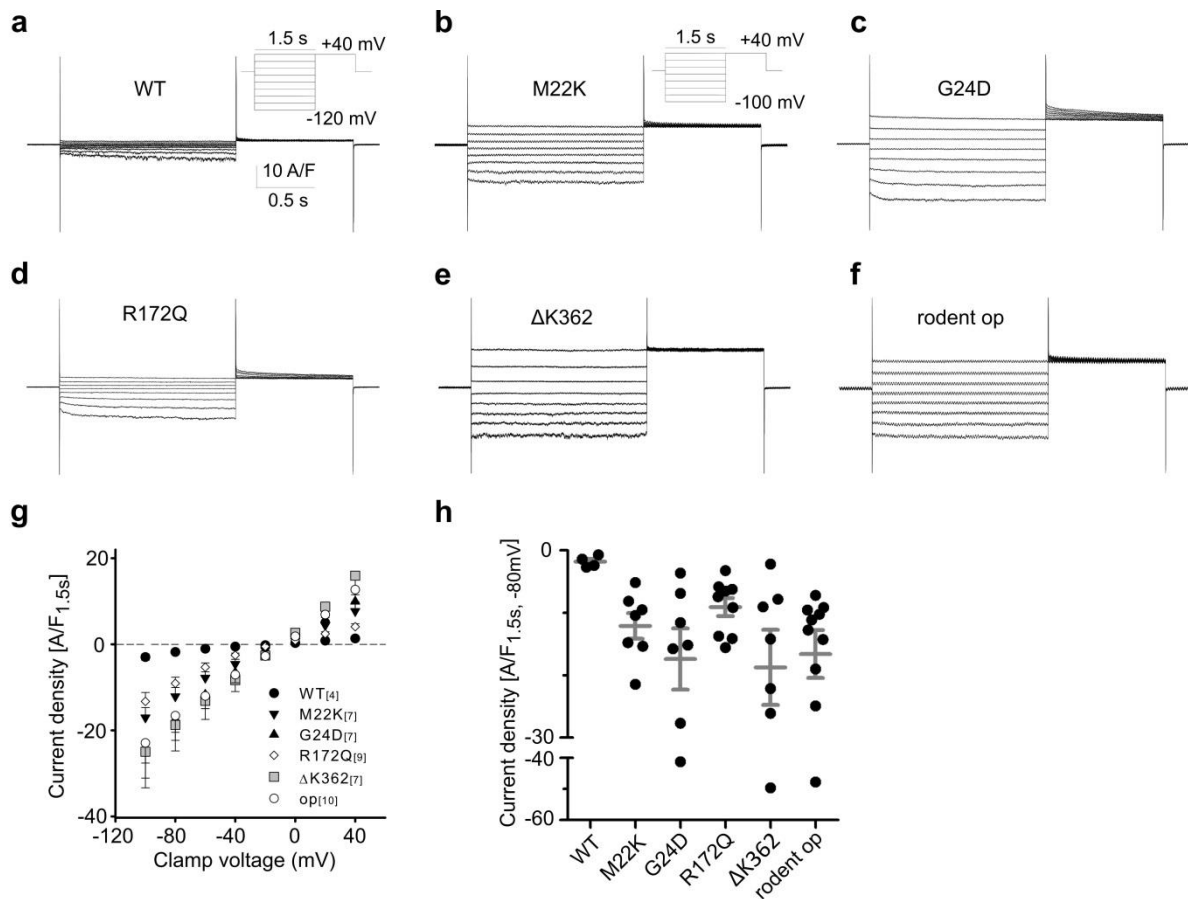 a
WT
1.5 s
+40 mV
-120 mV
10 A/F
0.5 s
b
M22K
1.5 s
+40 mV
-100 mV
c
G24D
d
R172Q
e
ΔK362
f
rodent op
g
Current density [A/F1.5s]
20
0
-20
-40
-120
-80
-40
0
40
Clamp voltage (mV)
WT[4]
M22K[7]
G24D[7]
R172Q[9]
ΔK362[7]
op[10]
h
Current density [A/F1.5s, -80mV]
0
-30
-40
-60
WT
M22K
G24D
R172Q
ΔK362
rodent op